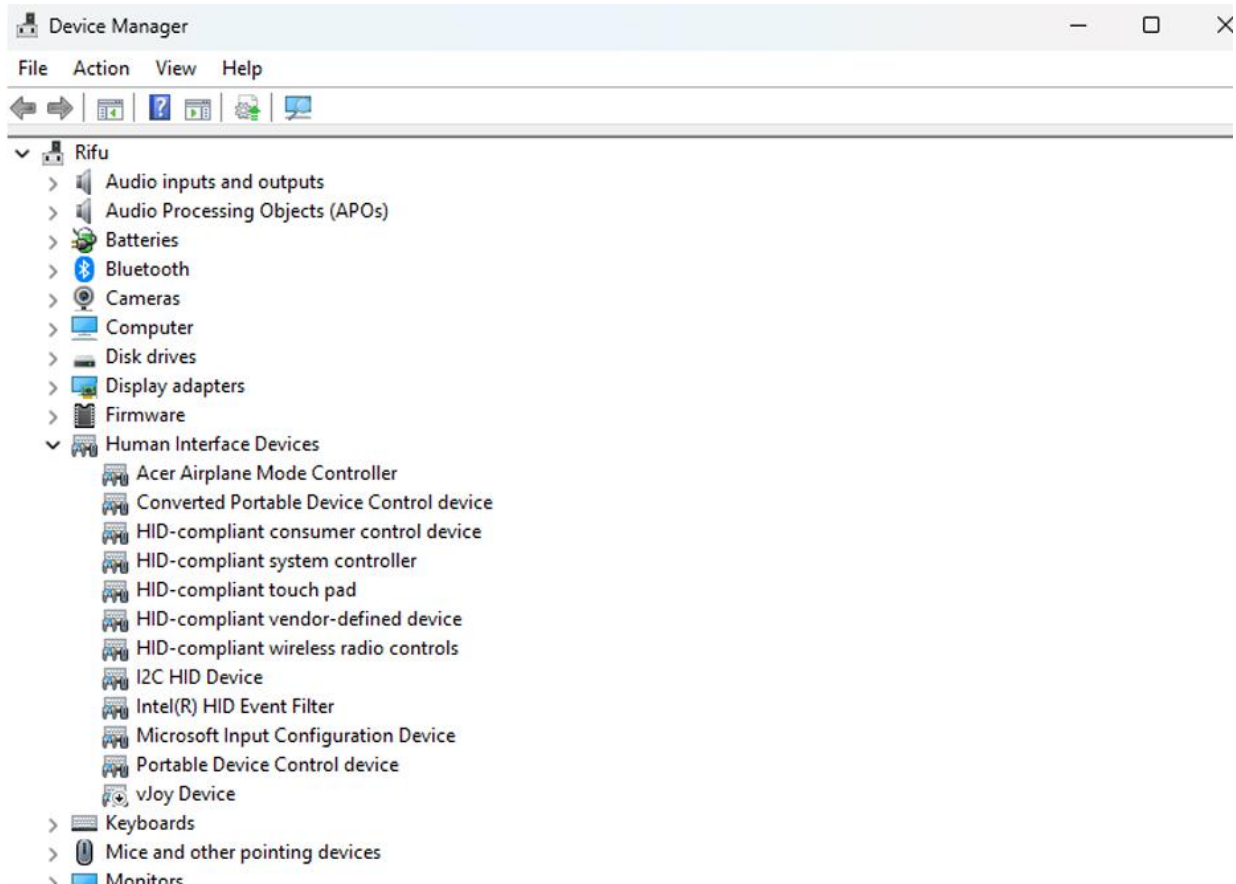 Device Manager
File Action View Help
Rifu
Audio inputs and outputs
Audio Processing Objects (APOs)
Batteries
Bluetooth
Cameras
Computer
Disk drives
Display adapters
Firmware
Human Interface Devices
Acer Airplane Mode Controller
Converted Portable Device Control device
HID-compliant consumer control device
HID-compliant system controller
HID-compliant touch pad
HID-compliant vendor-defined device
HID-compliant wireless radio controls
I2C HID Device
Intel(R) HID Event Filter
Microsoft Input Configuration Device
Portable Device Control device
vJoy Device
Keyboards
Mice and other pointing devices
Monitors